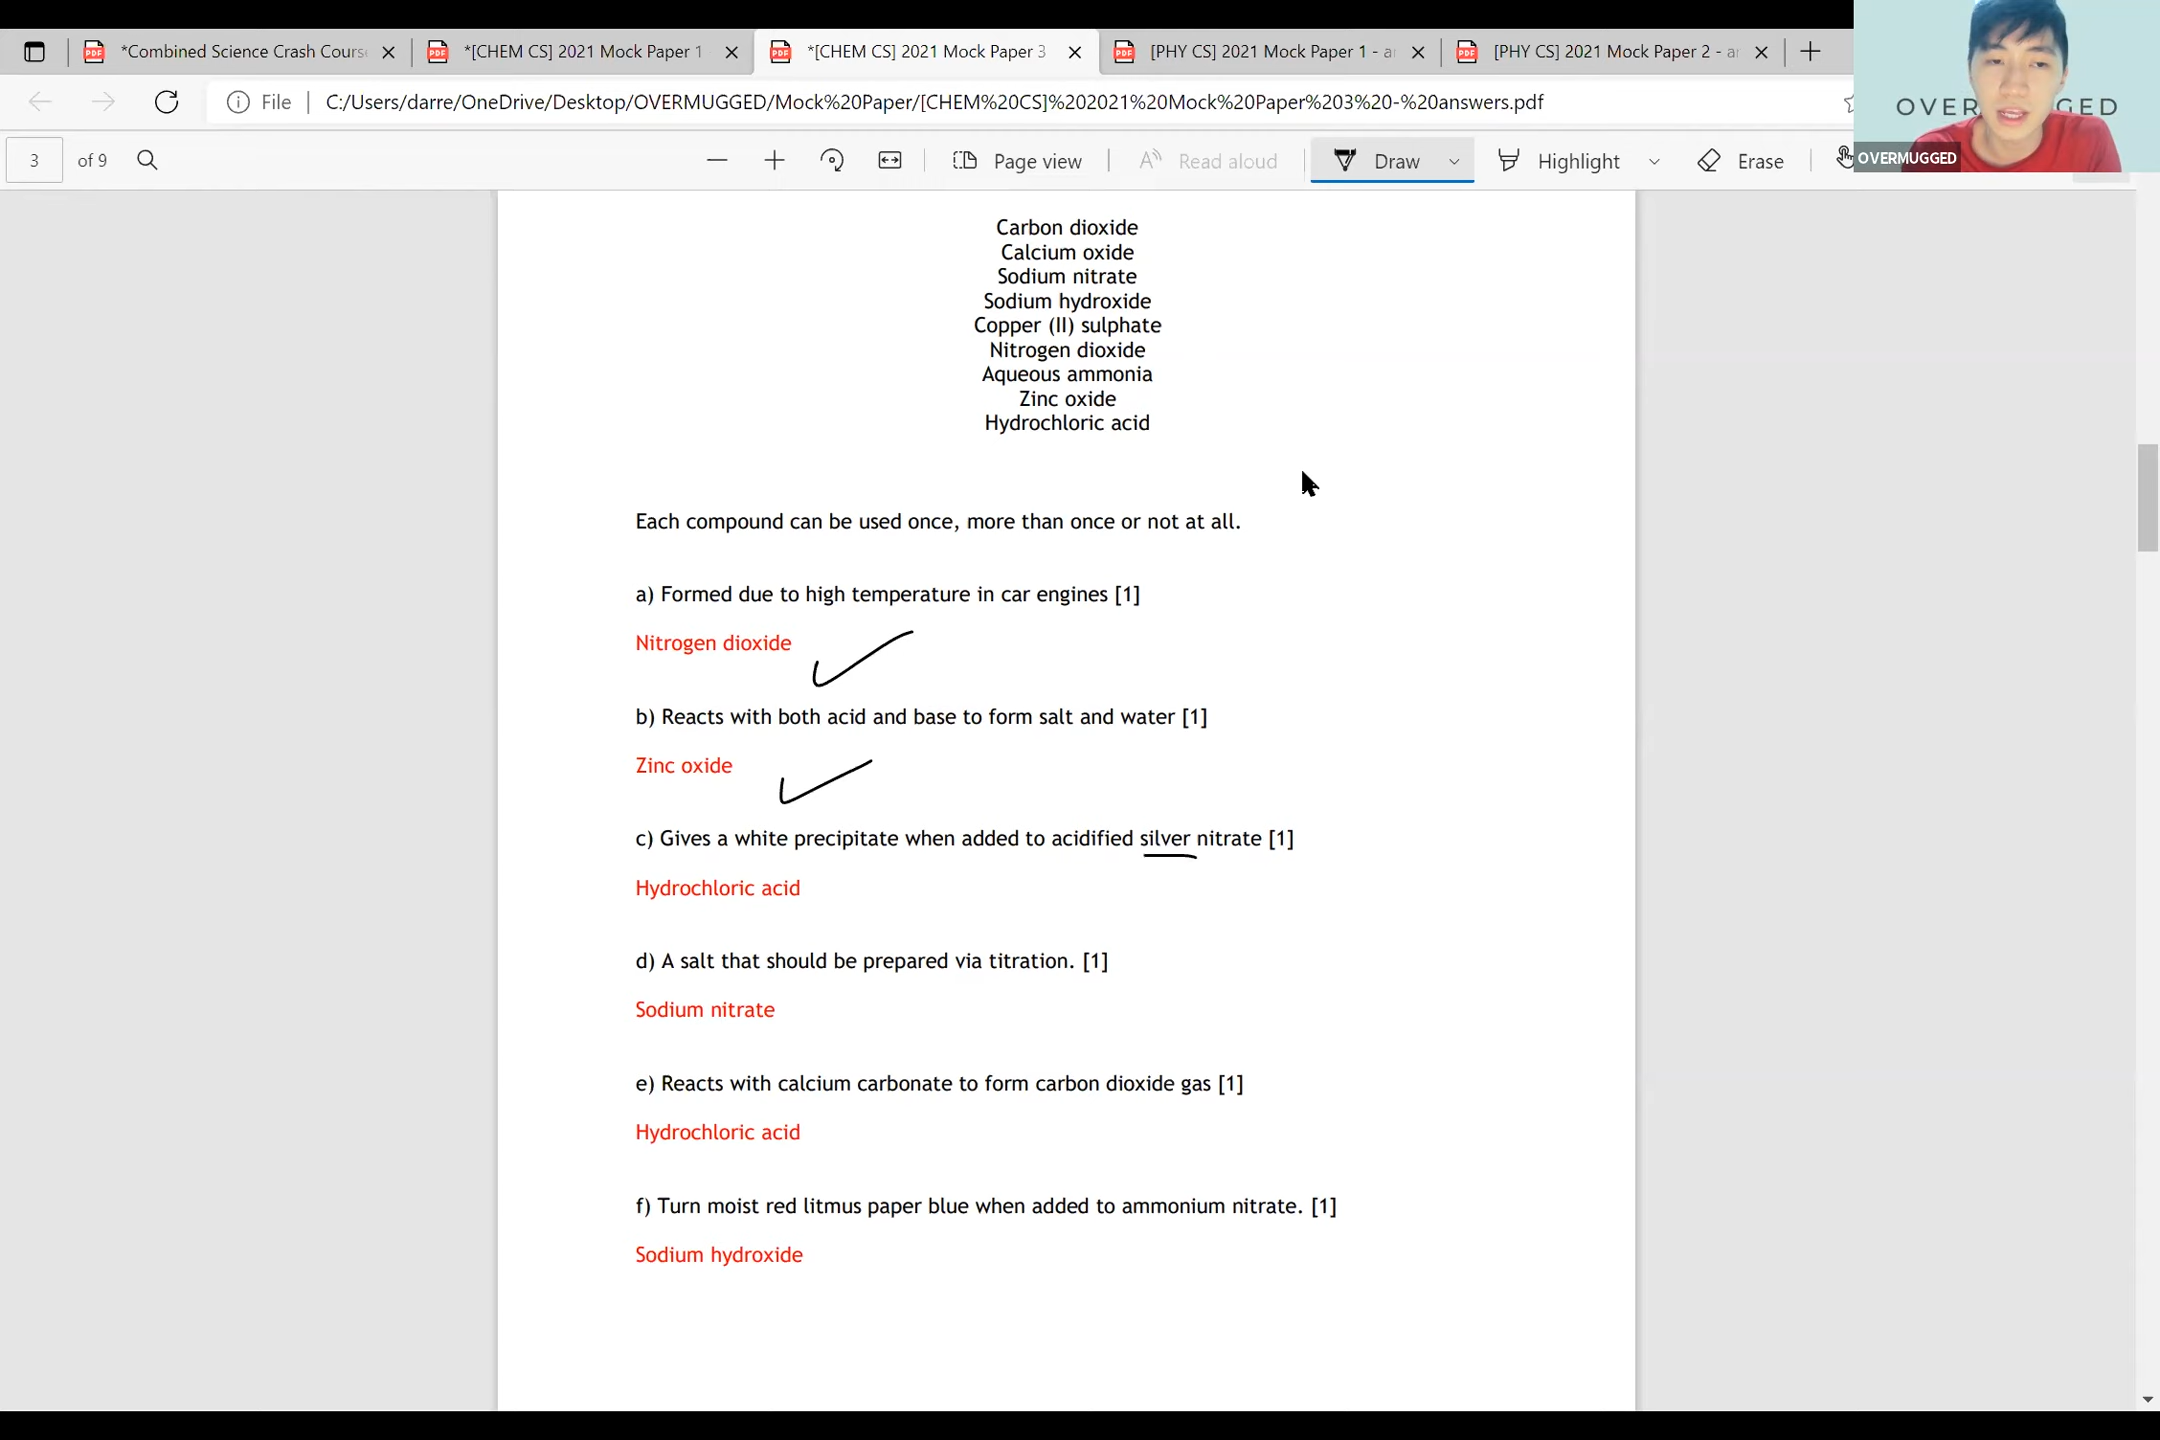 *Combined Science Crash Cours
*[CHEM CS] 2021 Mock Paper 1
*[CHEM CS] 2021 Mock Paper 3
[PHY CS] 2021 Mock Paper 1 - a
[PHY CS] 2021 Mock Paper 2 - a
File
C:/Users/darre/OneDrive/Desktop/OVERMUGGED/Mock%20Paper/[CHEM%20CS]%202021%20Mock%20Paper%203%20-%20answers.pdf
3 of 9
Page view
Read aloud
Draw
Highlight
Erase
OVER GED
OVERMUGGED
Carbon dioxide
Calcium oxide
Sodium nitrate
Sodium hydroxide
Copper (II) sulphate
Nitrogen dioxide
Aqueous ammonia
Zinc oxide
Hydrochloric acid
Each compound can be used once, more than once or not at all.
a) Formed due to high temperature in car engines [1]
Nitrogen dioxide
b) Reacts with both acid and base to form salt and water [1]
Zinc oxide
c) Gives a white precipitate when added to acidified silver nitrate [1]
Hydrochloric acid
d) A salt that should be prepared via titration. [1]
Sodium nitrate
e) Reacts with calcium carbonate to form carbon dioxide gas [1]
Hydrochloric acid
f) Turn moist red litmus paper blue when added to ammonium nitrate. [1]
Sodium hydroxide